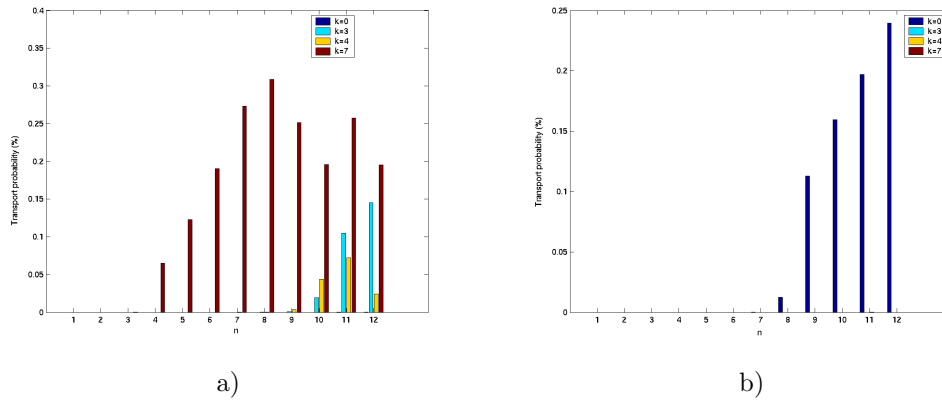 0.4
0.35
0.3
0.25
0.2
0.15
0.1
0.05
0
Transport probability (%)
1 2 3 4 5 6 7 8 9 10 11 12
n
k=0
k=3
k=4
k=7
a)
0.25
0.2
0.15
0.1
0.05
0
Transport probability (%)
1 2 3 4 5 6 7 8 9 10 11 12
n
k=0
k=3
k=4
k=7
b)